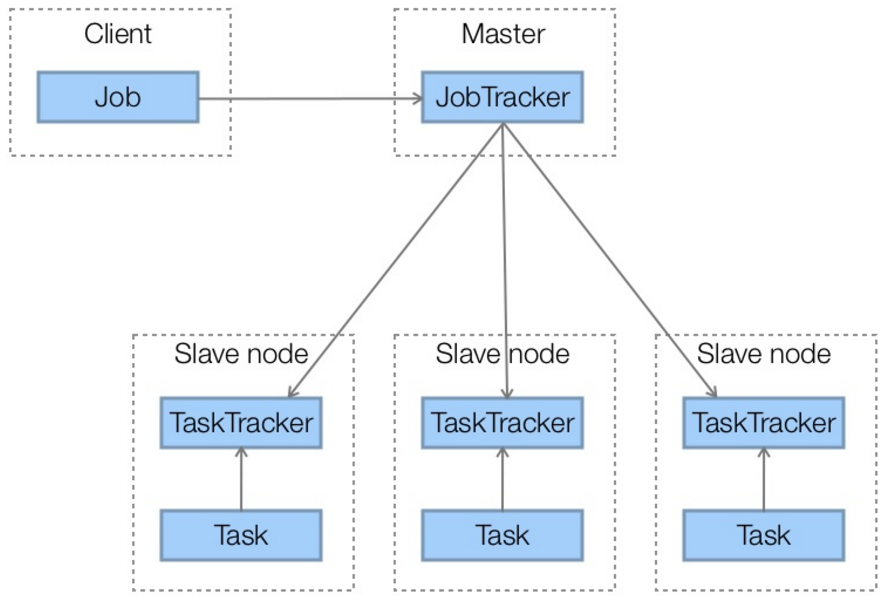 Client
Master
Job
JobTracker
Slave node
Slave node
Slave node
TaskTracker
TaskTracker
TaskTracker
Task
Task
Task